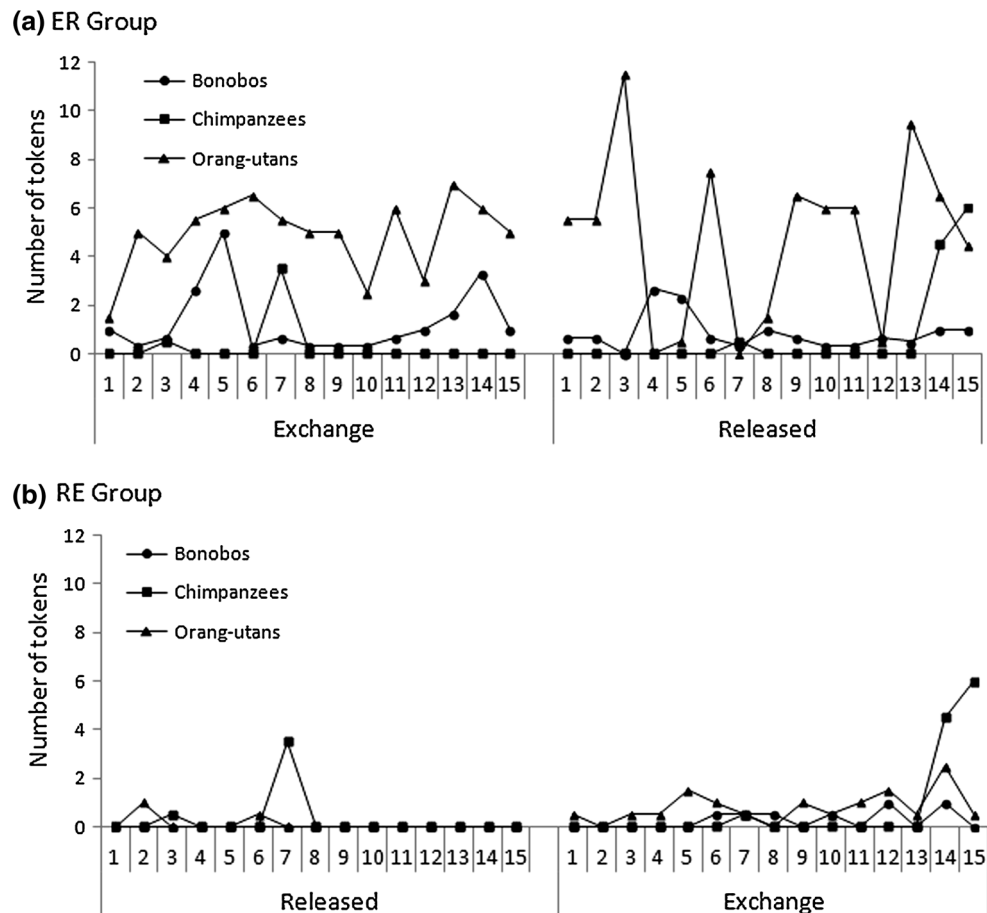 (a) ER Group
12
10
8
6
4
2
0
Number of tokens
Bonobos
Chimpanzees
Orang-utans
1 2 3 4 5 6 7 8 9 10 11 12 13 14 15 1 2 3 4 5 6 7 8 9 10 11 12 13 14 15
Exchange Released
(b) RE Group
12
10
8
6
4
2
0
Number of tokens
Bonobos
Chimpanzees
Orang-utans
1 2 3 4 5 6 7 8 9 10 11 12 13 14 15 1 2 3 4 5 6 7 8 9 10 11 12 13 14 15
Released Exchange